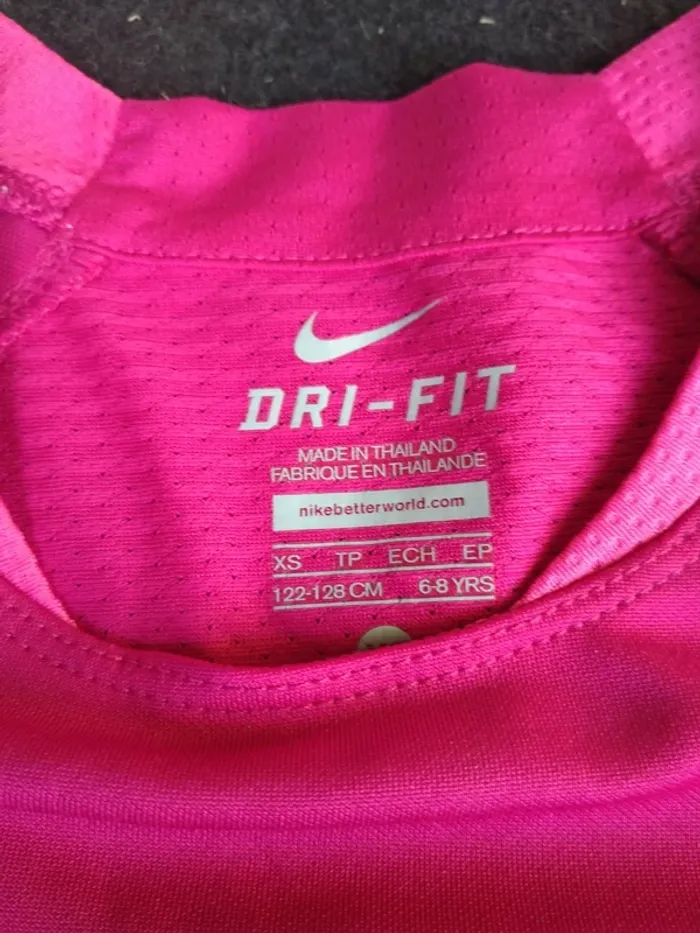 DRI-FIT
MADE IN THAILAND
FABRIQUE EN THAILANDE
nikebetterworld.com
XS TP ECH EP
122-128 CM 6-8 YRS